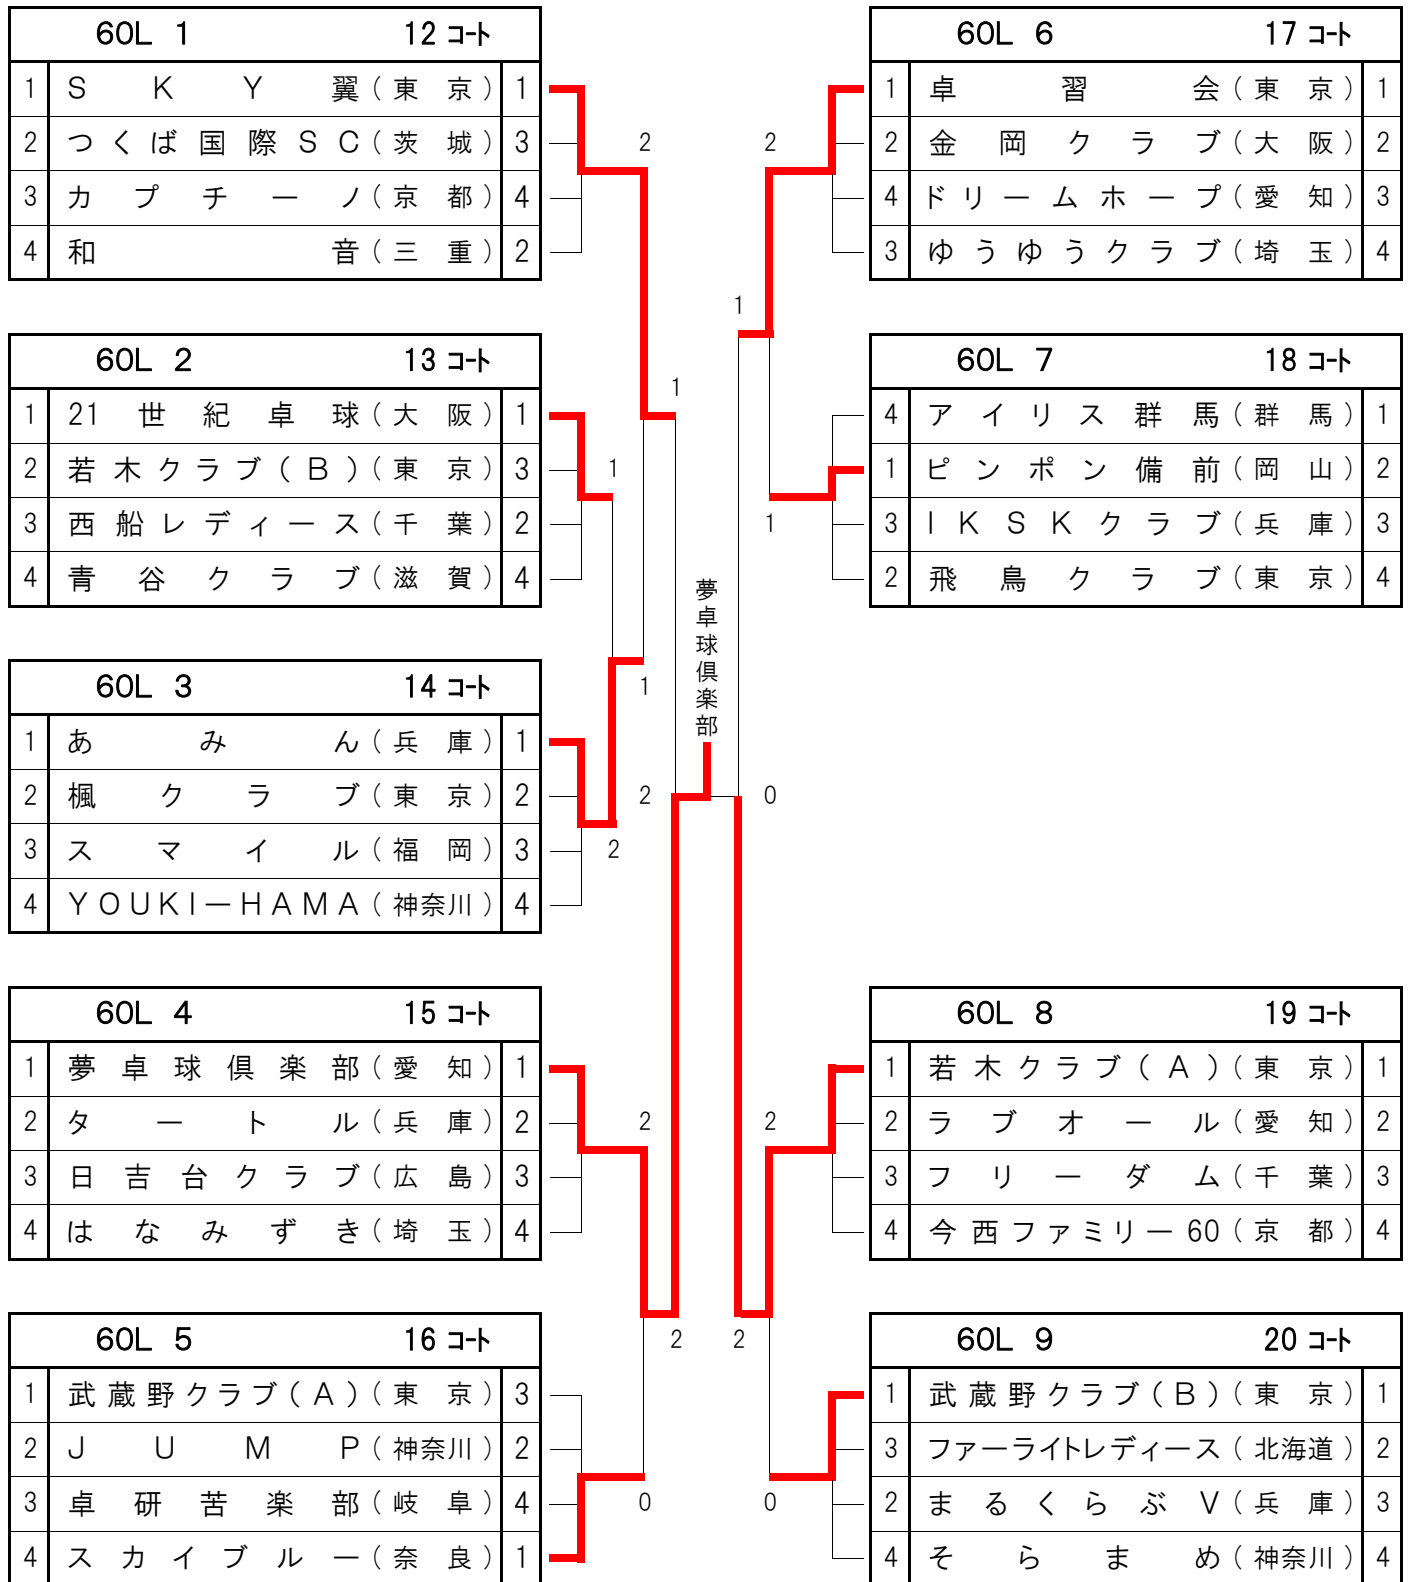 60L 1 12 コート
1 SKY翼(東京) 1
2 つくば国際SC(茨城) 3
3 カプチーノ(京都) 4
4 和音(三重) 2
60L 2 13 コート
1 21世紀卓球(大阪) 1
2 若木クラブ(B)(東京) 3
3 西船レディース(千葉) 2
4 青谷クラブ(滋賀) 4
60L 3 14 コート
1 あみん(兵庫) 1
2 楓クラブ(東京) 2
3 スマイル(福岡) 3
4 YOUKI-HAMA(神奈川) 4
60L 4 15 コート
1 夢卓球倶楽部(愛知) 1
2 タートル(兵庫) 2
3 日吉台クラブ(広島) 3
4 はなみずき(埼玉) 4
60L 5 16 コート
1 武蔵野クラブ(A)(東京) 3
2 JUMP(神奈川) 2
3 卓研苦楽部(岐阜) 4
4 スカイブルー(奈良) 1
2
1
1
1
2
2
2
0
2
夢卓球倶楽部
2
1
1
0
2
2
0
60L 6 17 コート
1 卓習会(東京) 1
2 金岡クラブ(大阪) 2
4 ドリームホープ(愛知) 3
3 ゆうゆうクラブ(埼玉) 4
60L 7 18 コート
4 アイリス群馬(群馬) 1
1 ピンポン備前(岡山) 2
3 IKSKクラブ(兵庫) 3
2 飛鳥クラブ(東京) 4
60L 8 19 コート
1 若木クラブ(A)(東京) 1
2 ラブオール(愛知) 2
3 フリーダム(千葉) 3
4 今西ファミリー60(京都) 4
60L 9 20 コート
1 武蔵野クラブ(B)(東京) 1
3 ファーライトレディース(北海道) 2
2 まるくらぶV(兵庫) 3
4 そらまめ(神奈川) 4